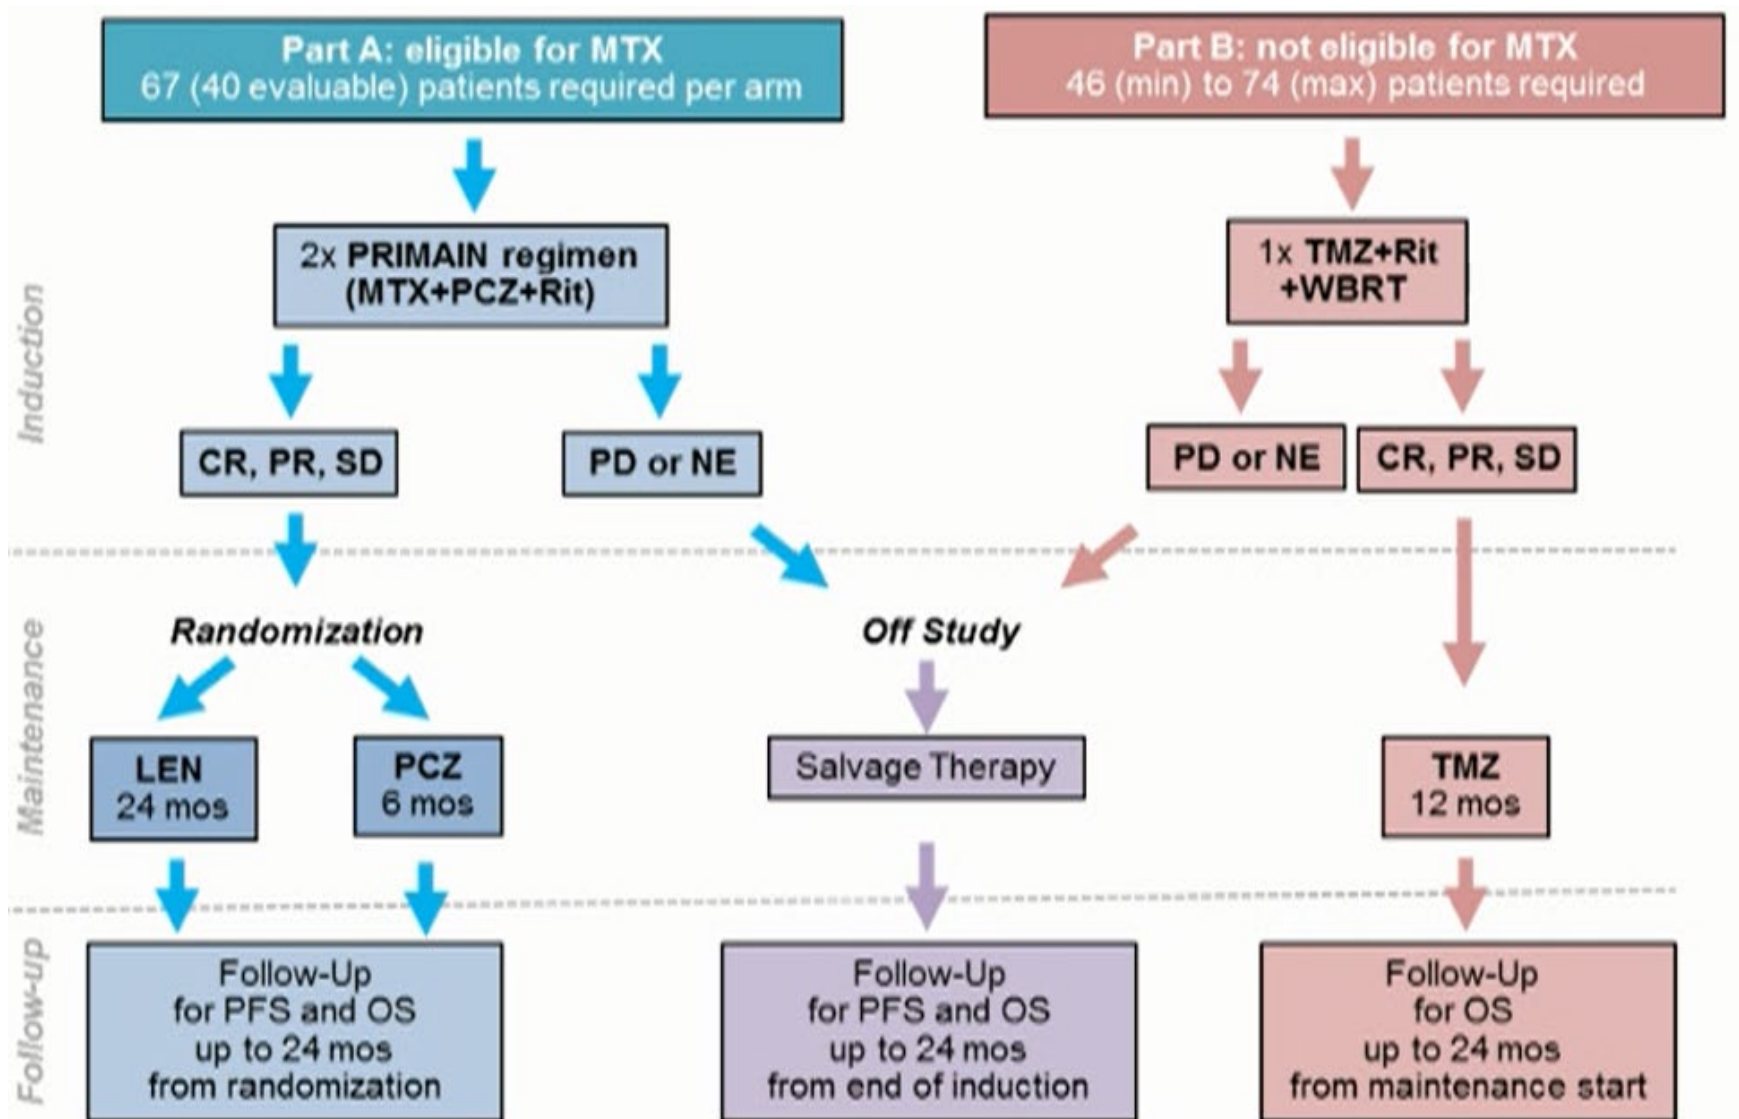 Part A: eligible for MTX
67 (40 evaluable) patients required per arm
Part B: not eligible for MTX
46 (min) to 74 (max) patients required
Induction
2x PRIMAIN regimen
(MTX+PCZ+Rit)
1x TMZ+Rit
+WBRT
CR, PR, SD
PD or NE
PD or NE
CR, PR, SD
Maintenance
Randomization
Off Study
LEN
24 mos
PCZ
6 mos
Salvage Therapy
TMZ
12 mos
Follow-up
Follow-Up
for PFS and OS
up to 24 mos
from randomization
Follow-Up
for PFS and OS
up to 24 mos
from end of induction
Follow-Up
for OS
up to 24 mos
from maintenance start